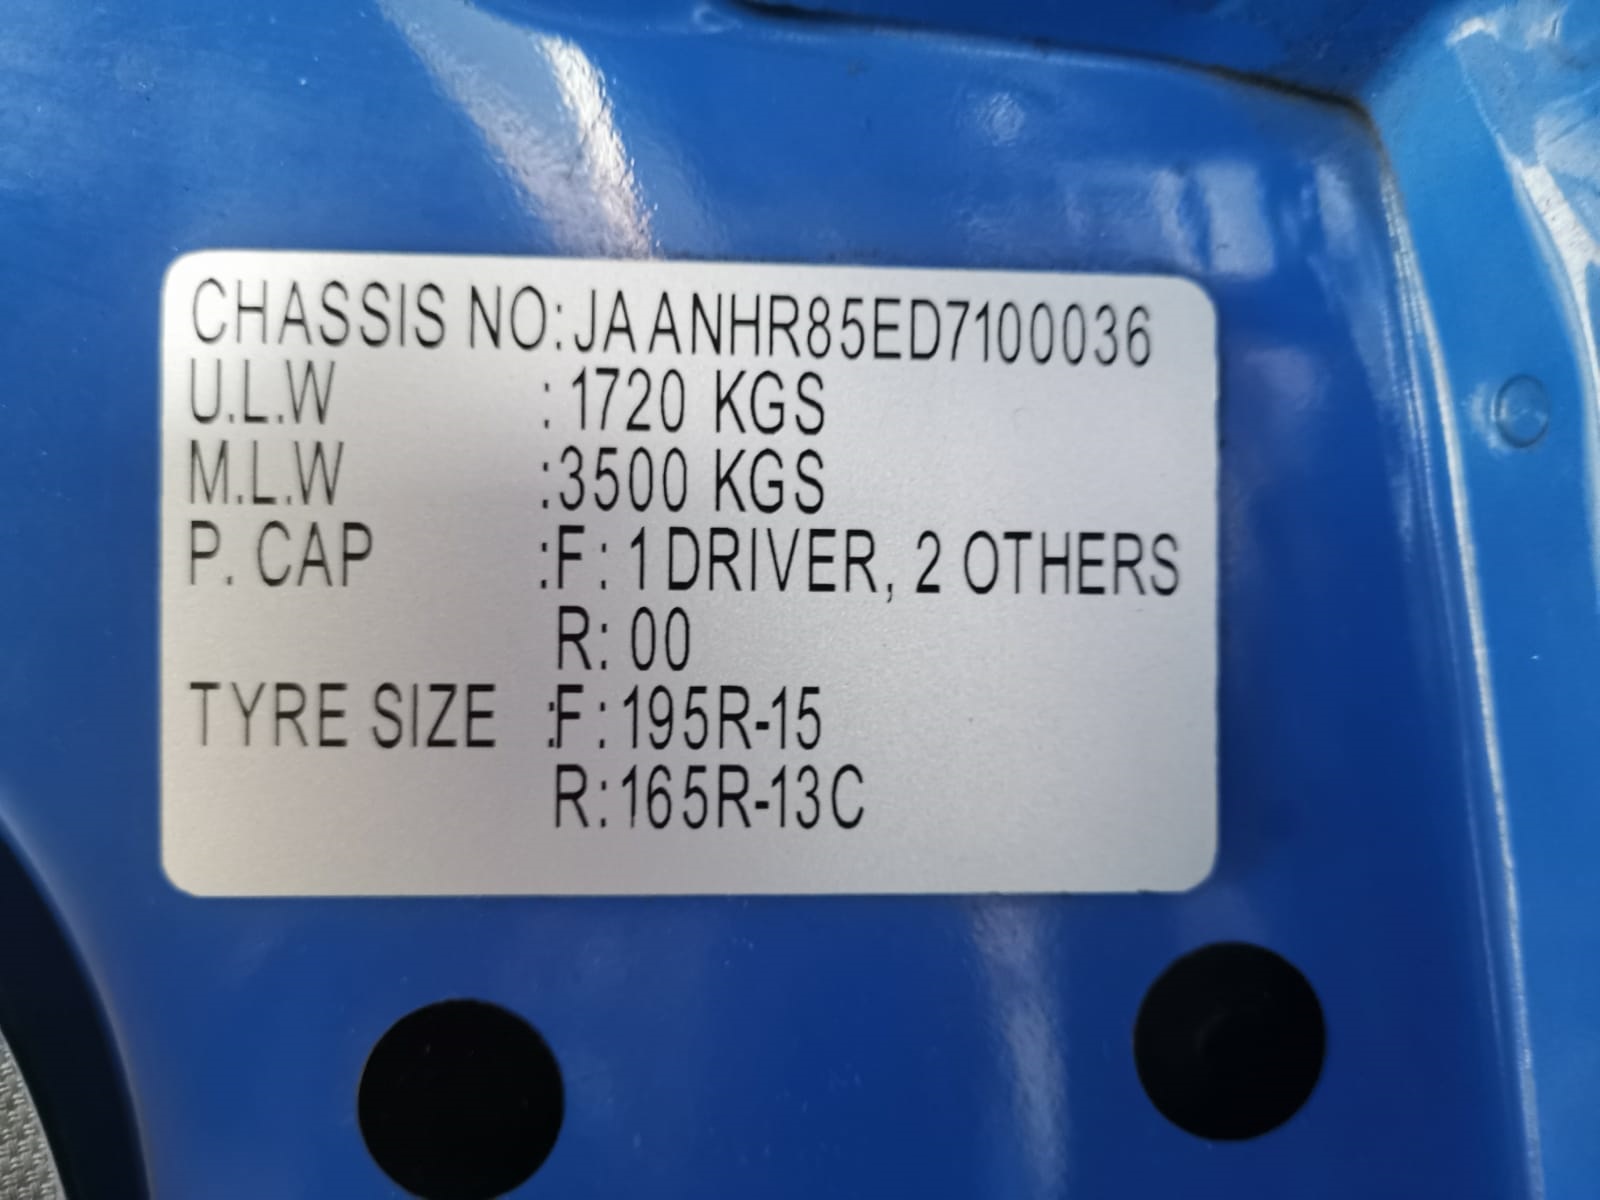 CHASSIS NO:JAANHR85ED7100036
U.L.W :1720 KGS
M.L.W :3500 KGS
P. CAP :F: 1 DRIVER, 2 OTHERS
R: 00
TYRE SIZE :F:195R-15
R:165R-13C